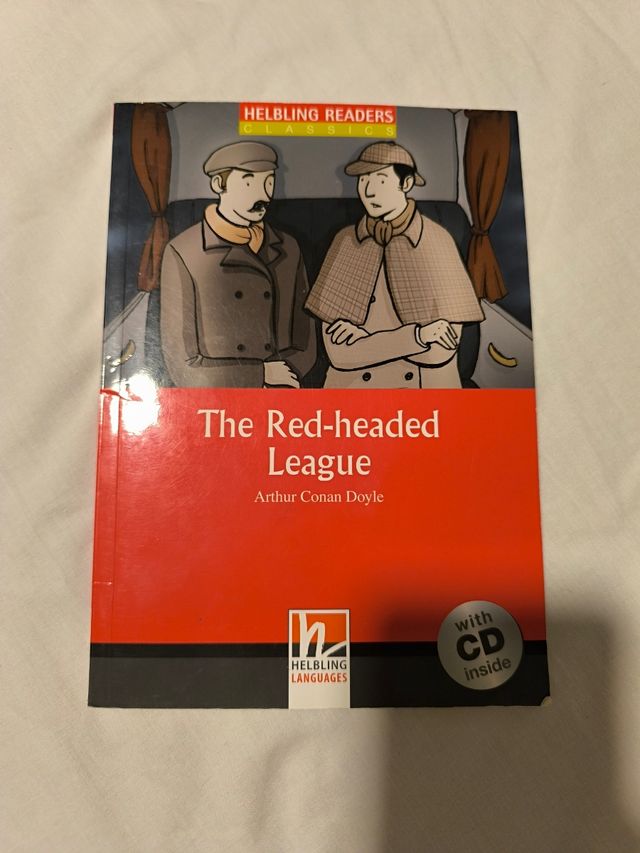 HELBLING READERS
CLASSICS
The Red-headed
League
Arthur Conan Doyle
with
CD
inside
h
HELBLING
LANGUAGES